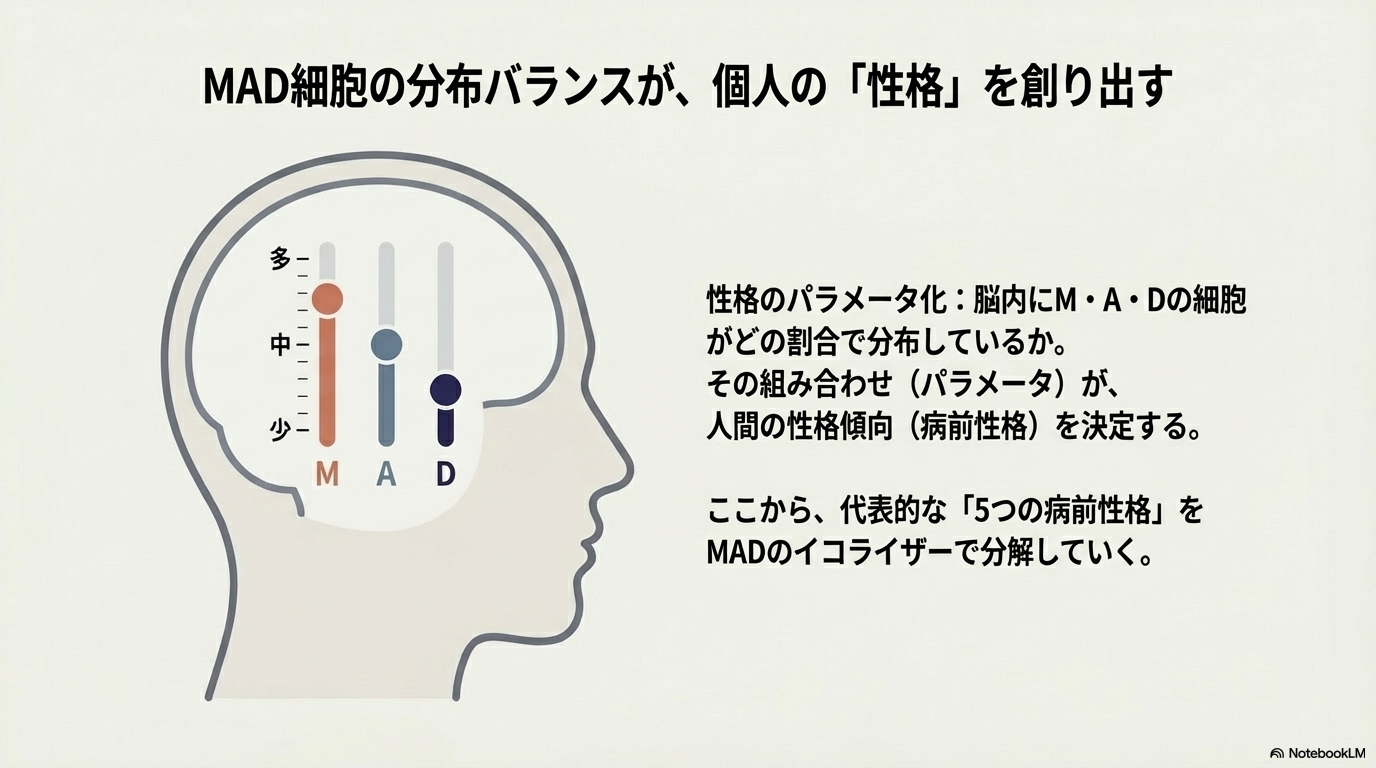 MAD細胞の分布バランスが、個人の「性格」を創り出す
多
中
少
M A D
性格のパラメータ化：脳内にM・A・Dの細胞
がどの割合で分布しているか。
その組み合わせ（パラメータ）が、
人間の性格傾向（病前性格）を決定する。
ここから、代表的な「5つの病前性格」を
MADのイコライザーで分解していく。
NotebookLM